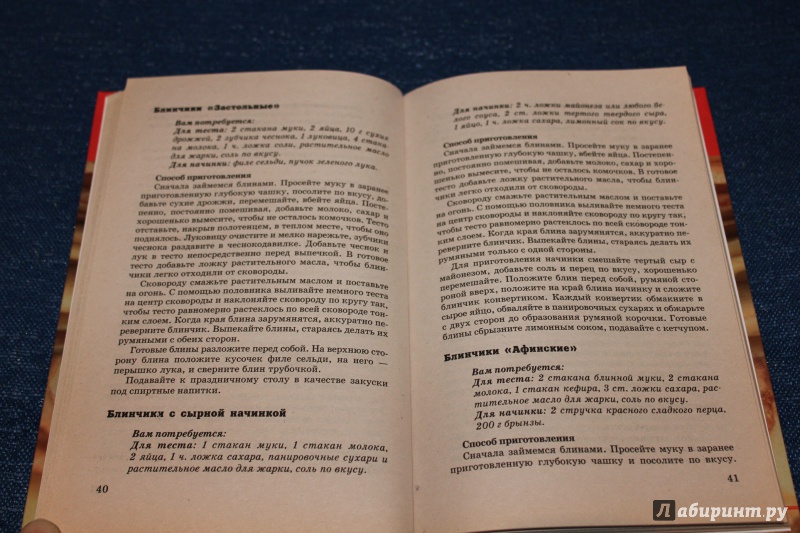 Блинчики «Застольные»
Вам потребуется:
Для теста: 2 стакана муки, 2 яйца, 10 г сухих
дрожжей, 2 зубчика чеснока, 1 луковица, 4 стака-
на молока, 1 ч. ложка соли, растительное масло
для жарки, соль по вкусу.
Для начинки: филе сельди, пучок зеленого лука.
Способ приготовления
Сначала займемся блинами. Просейте муку в заранее
приготовленную глубокую чашку, посолите по вкусу, до-
бавьте сухие дрожжи, перемешайте, вбейте яйца. Посте-
пенно, постоянно помешивая, добавьте молоко, сахар и
хорошенько вымесите, чтобы не осталось комочков. Тесто
отставьте, накрыв полотенцем, в теплом месте, чтобы оно
поднялось. Луковицу очистите и мелко нарежьте, зубчики
чеснока раздавите в чеснокодавилке. Добавьте чеснок и
лук в тесто непосредственно перед выпечкой. В готовое
тесто добавьте ложку растительного масла, чтобы блин-
чики легко отходили от сковороды.
Сковороду смажьте растительным маслом и поставьте
на огонь. С помощью половника выливайте немного теста
на центр сковороды и наклоняйте сковороду по кругу так,
чтобы тесто равномерно растеклось по всей сковороде тон-
ким слоем. Когда края блина зарумянятся, аккуратно пе-
реверните блинчик. Выпекайте блины, стараясь делать их
румяными с обеих сторон.
Готовые блины разложите перед собой. На верхнюю сто-
рону блина положите кусочек филе сельди, на него —
перышко лука, и сверните блин трубочкой.
Подавайте к праздничному столу в качестве закуски
под спиртные напитки.
Блинчики с сырной начинкой
Вам потребуется:
Для теста: 1 стакан муки, 1 стакан молока,
2 яйца, 1 ч. ложка сахара, панировочные сухари и
растительное масло для жарки, соль по вкусу.
40
Для начинки: 2 ч. ложки майонеза или любого бе-
лого соуса, 2 ст. ложки тертого твердого сыра,
1 яйцо, 1 ч. ложка сахара, лимонный сок по вкусу.
Способ приготовления
Сначала займемся блинами. Просейте муку в заранее
приготовленную глубокую чашку, вбейте яйца. Постепен-
но, постоянно помешивая, добавьте молоко, сахар и хоро-
шенько вымесите, чтобы не осталось комочков. В готовое
тесто добавьте ложку растительного масла, чтобы блин-
чики легко отходили от сковороды.
Сковороду смажьте растительным маслом и поставьте
на огонь. С помощью половника выливайте немного теста
на центр сковороды и наклоняйте сковороду по кругу так,
чтобы тесто равномерно растеклось по всей сковороде тон-
ким слоем. Когда края блина зарумянятся, аккуратно пе-
реверните блинчик. Выпекайте блины, стараясь делать их
румяными только с одной стороны.
Для приготовления начинки смешайте тертый сыр с
майонезом, добавьте соль и перец по вкусу, хорошенько
перемешайте. Положите блин перед собой, румяной сто-
роной вверх, положите на край блина начинку и сложите
блинчик конвертиком. Каждый конвертик обмакните в
сырое яйцо, обваляйте в панировочных сухарях и обжарьте
с двух сторон до образования румяной корочки. Готовые
блины сбрызните лимонным соком, подавайте с кетчупом.
Блинчики «Афинские»
Вам потребуется:
Для теста: 2 стакана блинной муки, 2 стакана
молока, 1 стакан кефира, 3 ст. ложки сахара, рас-
тительное масло для жарки, соль по вкусу.
Для начинки: 2 стручка красного сладкого перца,
200 г брынзы.
Способ приготовления
Сначала займемся блинами. Просейте муку в заранее
приготовленную глубокую чашку и посолите по вкусу.
41
Лабиринт.ру